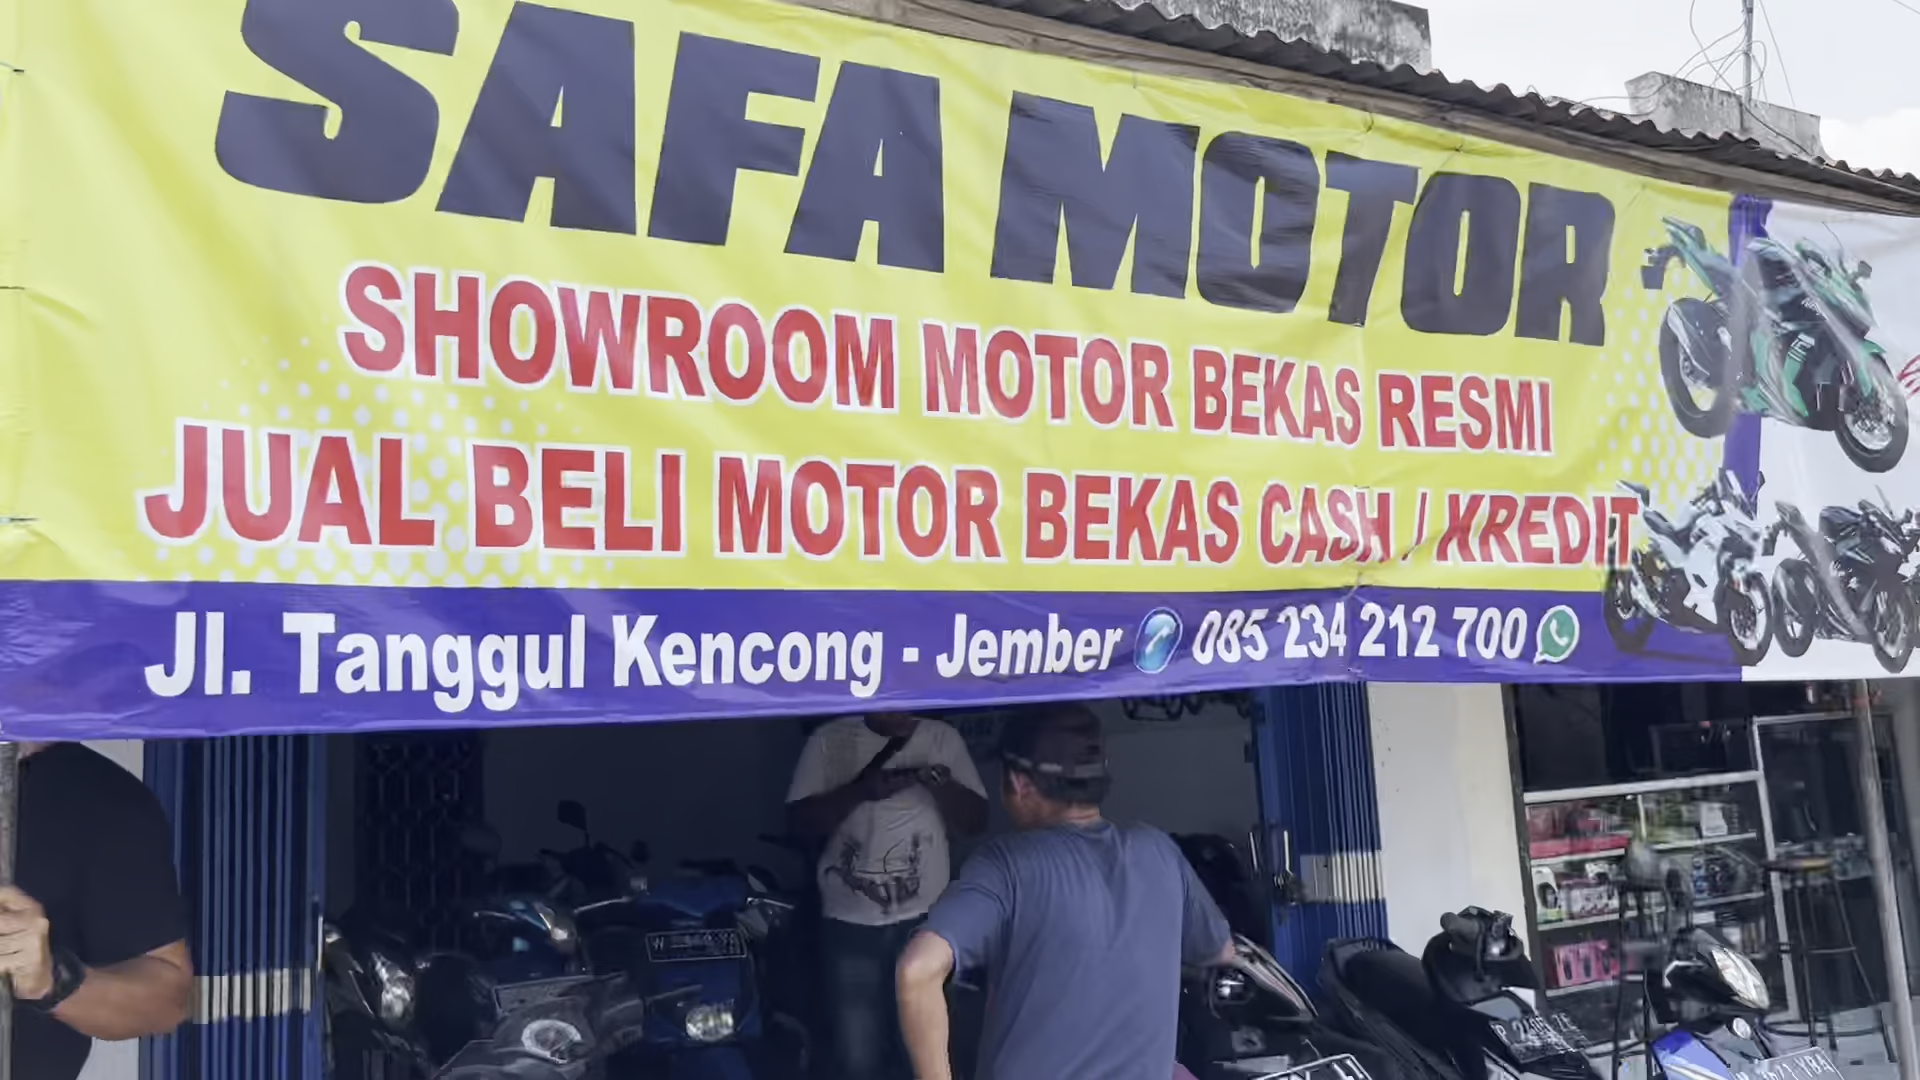 SAFA MOTOR
SHOWROOM MOTOR BEKAS RESMI
JUAL BELI MOTOR BEKAS CASH / KREDIT
Jl. Tanggul Kencong - Jember 085 234 212 700